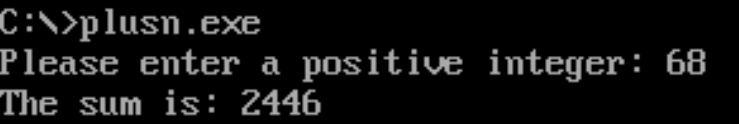 C:\>plusn.exe
Please enter a positive integer: 68
The sum is: 2446